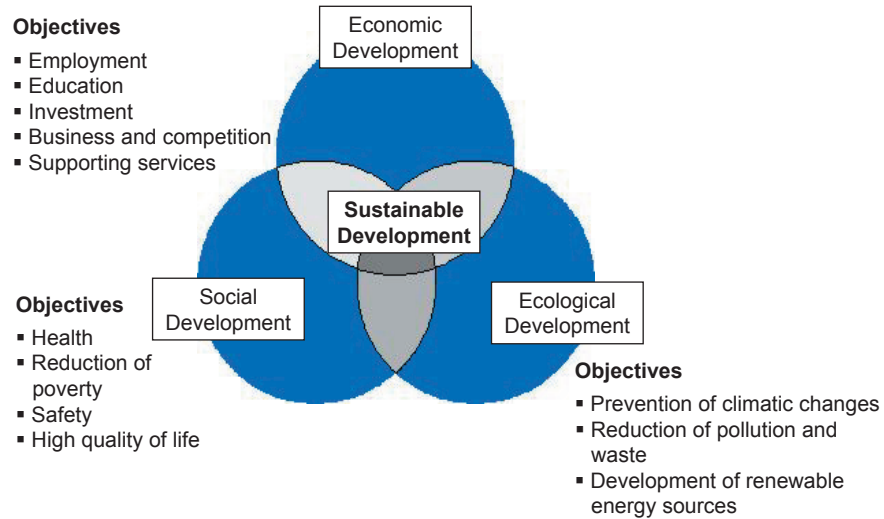 Objectives
▪ Employment
▪ Education
▪ Investment
▪ Business and competition
▪ Supporting services
Economic
Development
Sustainable
Development
Social
Development
Ecological
Development
Objectives
▪ Health
▪ Reduction of
poverty
▪ Safety
▪ High quality of life
Objectives
▪ Prevention of climatic changes
▪ Reduction of pollution and
waste
▪ Development of renewable
energy sources